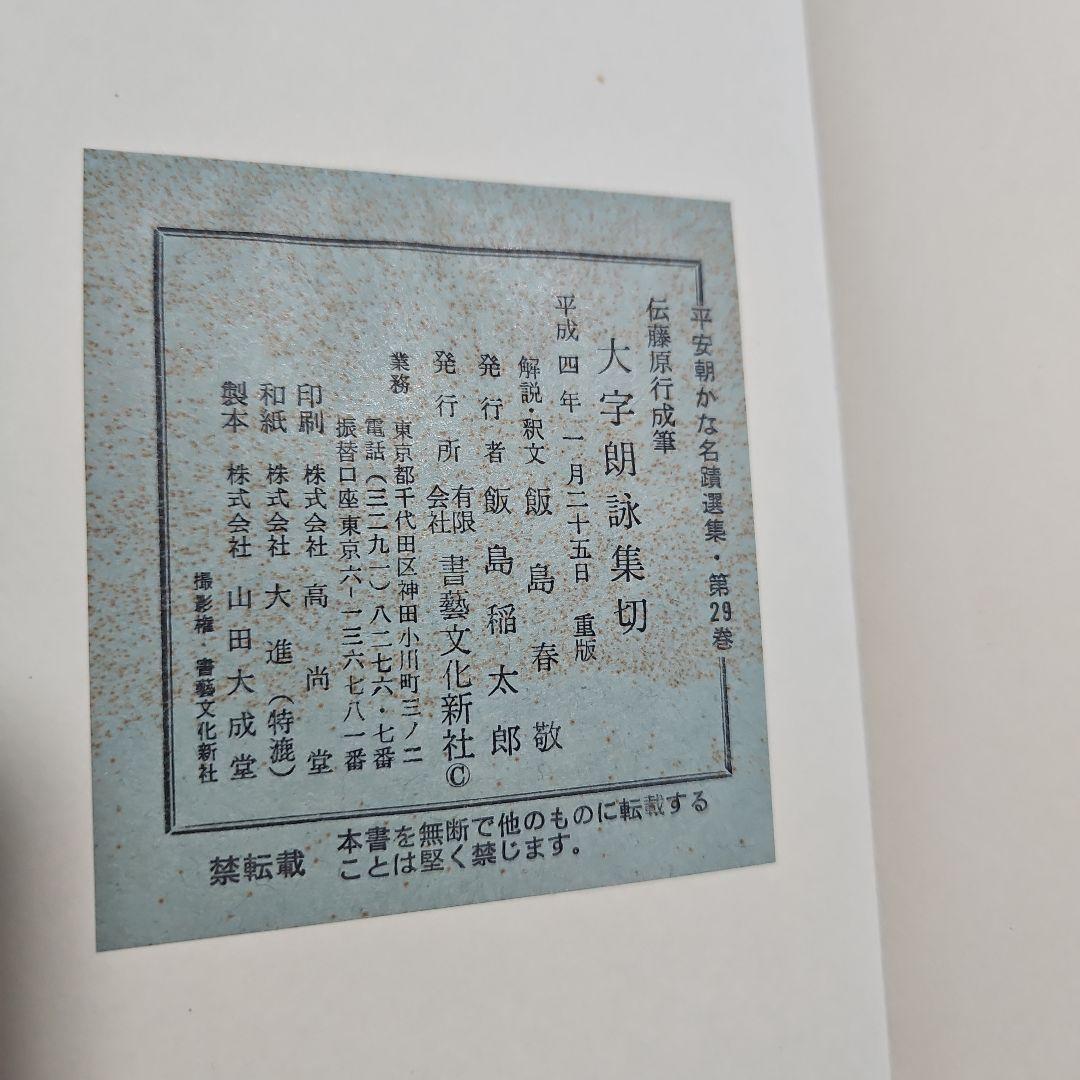 平安朝かな名蹟選集・第29巻
伝藤原行成筆
大字朗詠集切
平成四年一月二十五日 重版
解説・釈文 飯島春敬
発行者 飯島稲太郎
発行所 有限会社 書藝文化新社©
業務 東京都千代田区神田小川町三ノ二
電話(三二九一)八二七六・七番
振替口座東京六-一三六七八一番
印刷 株式会社 高尚堂
和紙 株式会社 大進(特漉)
製本 株式会社 山田大成堂
撮影権・書藝文化新社
禁転載 本書を無断で他のものに転載する
ことは堅く禁じます。